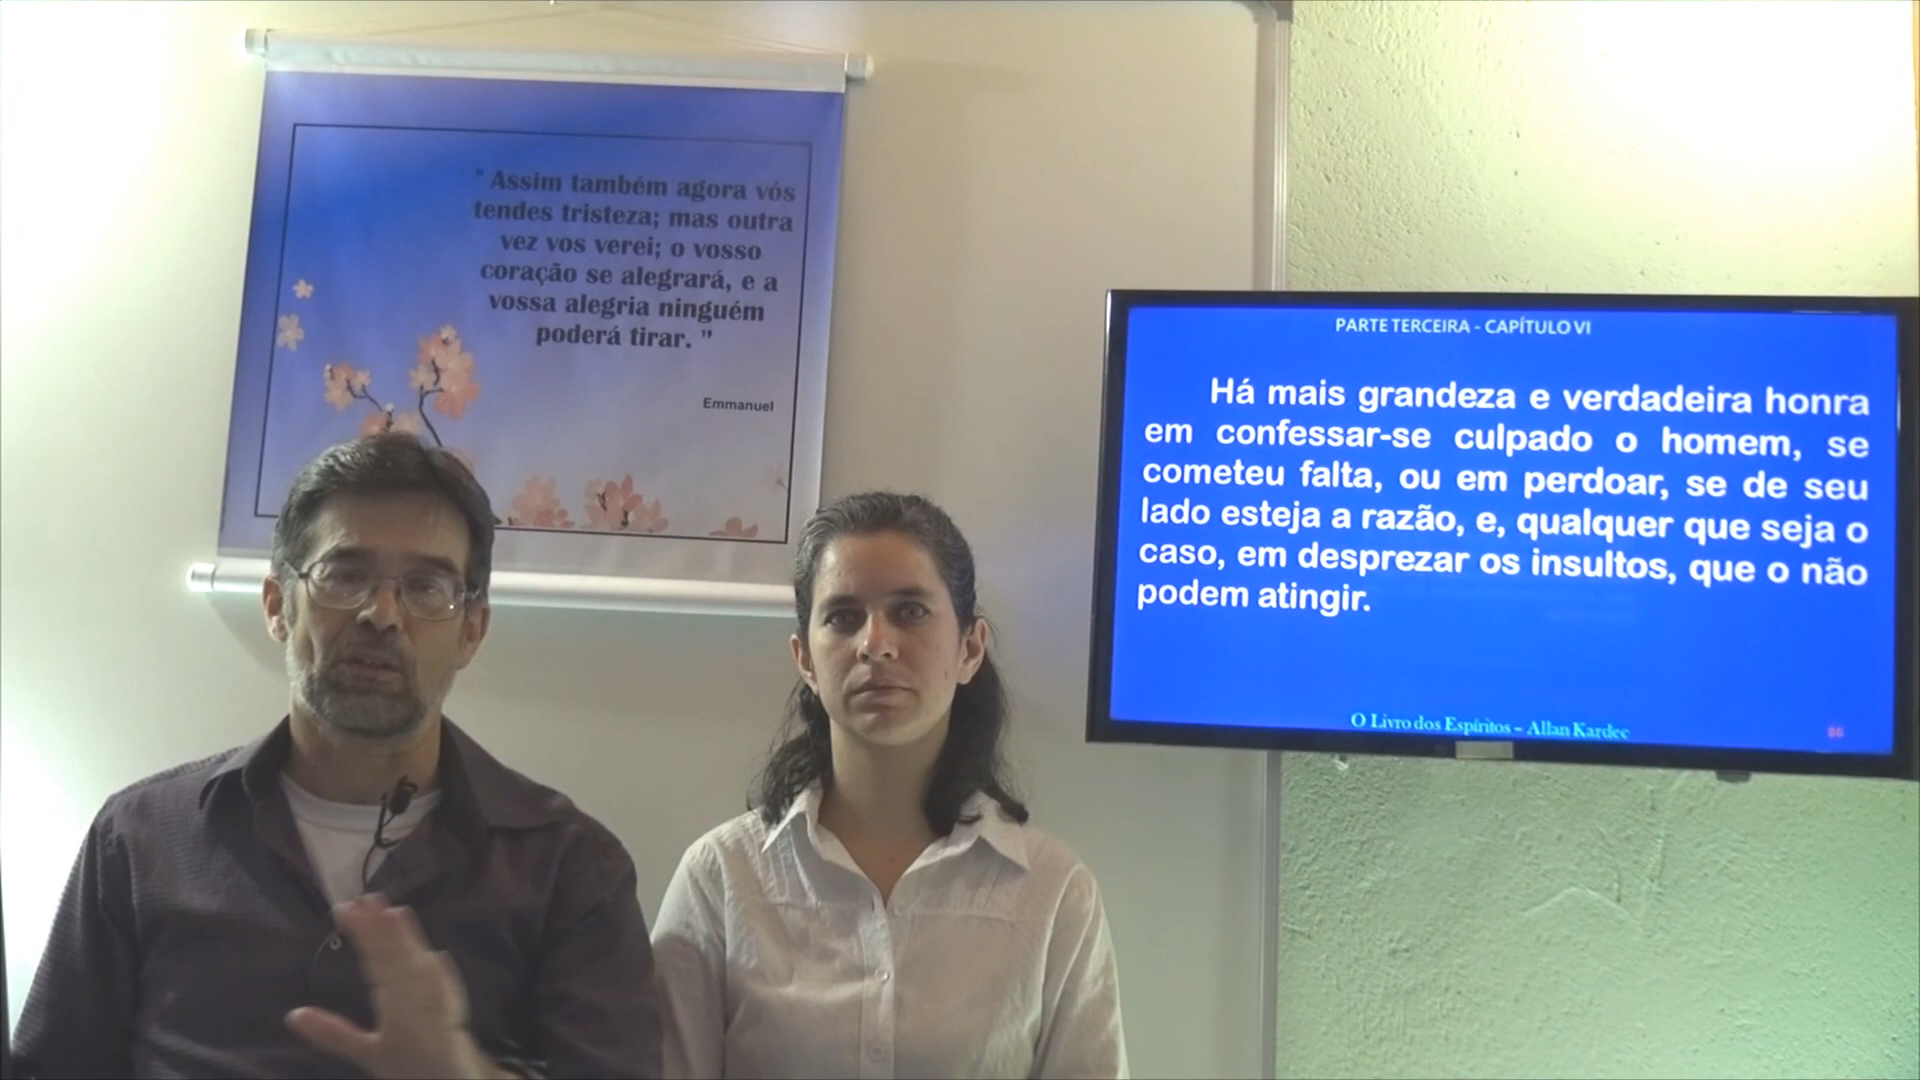 " Assim também agora vós
tendes tristeza; mas outra
vez vos verei; o vosso
coração se alegrará, e a
vossa alegria ninguém
poderá tirar. ”
Emmanuel
PARTE TERCEIRA - CAPÍTULO VI
Há mais grandeza e verdadeira honra
em confessar-se culpado o homem, se
cometeu falta, ou em perdoar, se de seu
lado esteja a razão, e, qualquer que seja o
caso, em desprezar os insultos, que o não
podem atingir.
O Livro dos Espíritos – Allan Kardec